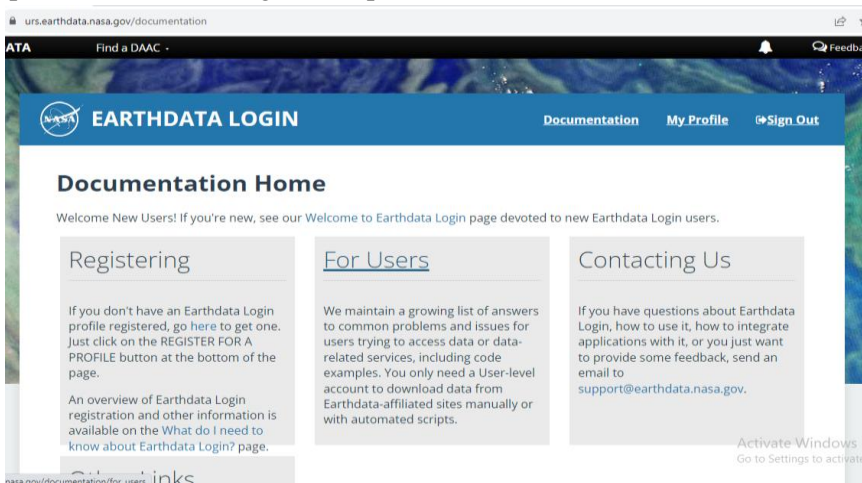 urs.earthdata.nasa.gov/documentation
ATA Find a DAAC Feedba
NASA EARTHDATA LOGIN Documentation My Profile Sign Out
Documentation Home
Welcome New Users! If you're new, see our Welcome to Earthdata Login page devoted to new Earthdata Login users.
Registering
If you don't have an Earthdata Login
profile registered, go here to get one.
Just click on the REGISTER FOR A
PROFILE button at the bottom of the
page.
An overview of Earthdata Login
registration and other information is
available on the What do I need to
know about Earthdata Login? page.
For Users
We maintain a growing list of answers
to common problems and issues for
users trying to access data or data-
related services, including code
examples. You only need a User-level
account to download data from
Earthdata-affiliated sites manually or
with automated scripts.
Contacting Us
If you have questions about Earthdata
Login, how to use it, how to integrate
applications with it, or you just want
to provide some feedback, send an
email to
support@earthdata.nasa.gov.
Activate Windows
Go to Settings to activate
nasa.gov/documentation/for_users
Links